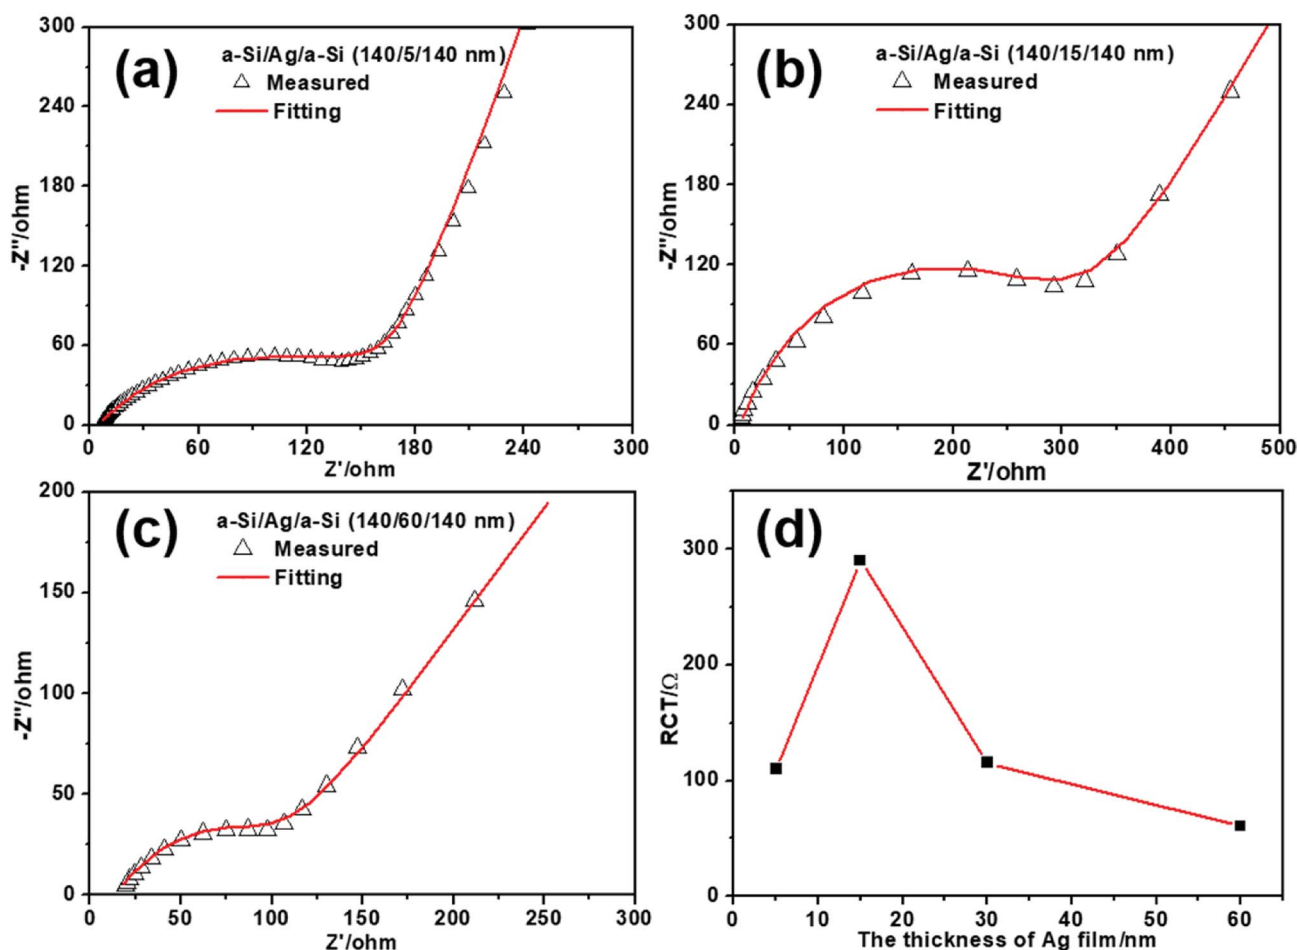 (a)
a-Si/Ag/a-Si (140/5/140 nm)
Measured
Fitting
300
240
180
120
60
0
-Z''/ohm
0 60 120 180 240 300
Z'/ohm
(b)
a-Si/Ag/a-Si (140/15/140 nm)
Measured
Fitting
300
240
180
120
60
0
-Z''/ohm
0 100 200 300 400 500
Z'/ohm
(c)
a-Si/Ag/a-Si (140/60/140 nm)
Measured
Fitting
200
150
100
50
0
-Z''/ohm
0 50 100 150 200 250 300
Z'/ohm
(d)
300
200
100
0
RCT/Ω
0 10 20 30 40 50 60
The thickness of Ag film/nm